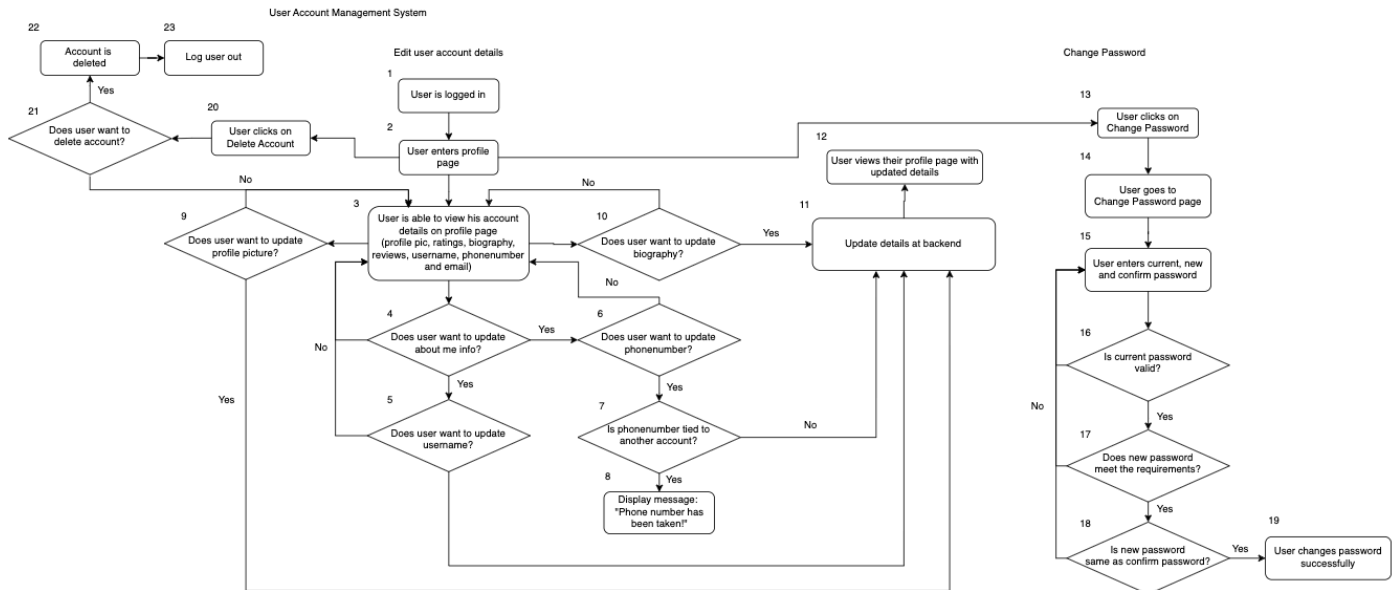 User Account Management System
22
23
Account is
deleted
Log user out
Edit user account details
Change Password
1
User is logged in
Yes
21
Does user want to
delete account?
20
User clicks on
Delete Account
2
User enters profile
page
13
User clicks on
Change Password
12
User views their profile page with
updated details
14
User goes to
Change Password page
No
No
9
Does user want to update
profile picture?
3
User is able to view his account
details on profile page
(profile pic, ratings, biography,
reviews, username, phonenumber
and email)
10
Does user want to update
biography?
Yes
11
Update details at backend
15
User enters current, new
and confirm password
No
4
Does user want to update
about me info?
Yes
6
Does user want to update
phonenumber?
16
Is current password
valid?
No
Yes
Yes
Yes
5
Does user want to update
username?
7
Is phonenumber tied to
another account?
No
No
Yes
17
Does new password
meet the requirements?
8
Yes
Display message:
"Phone number has
been taken!"
Yes
18
Is new password
same as confirm password?
Yes
19
User changes password
successfully